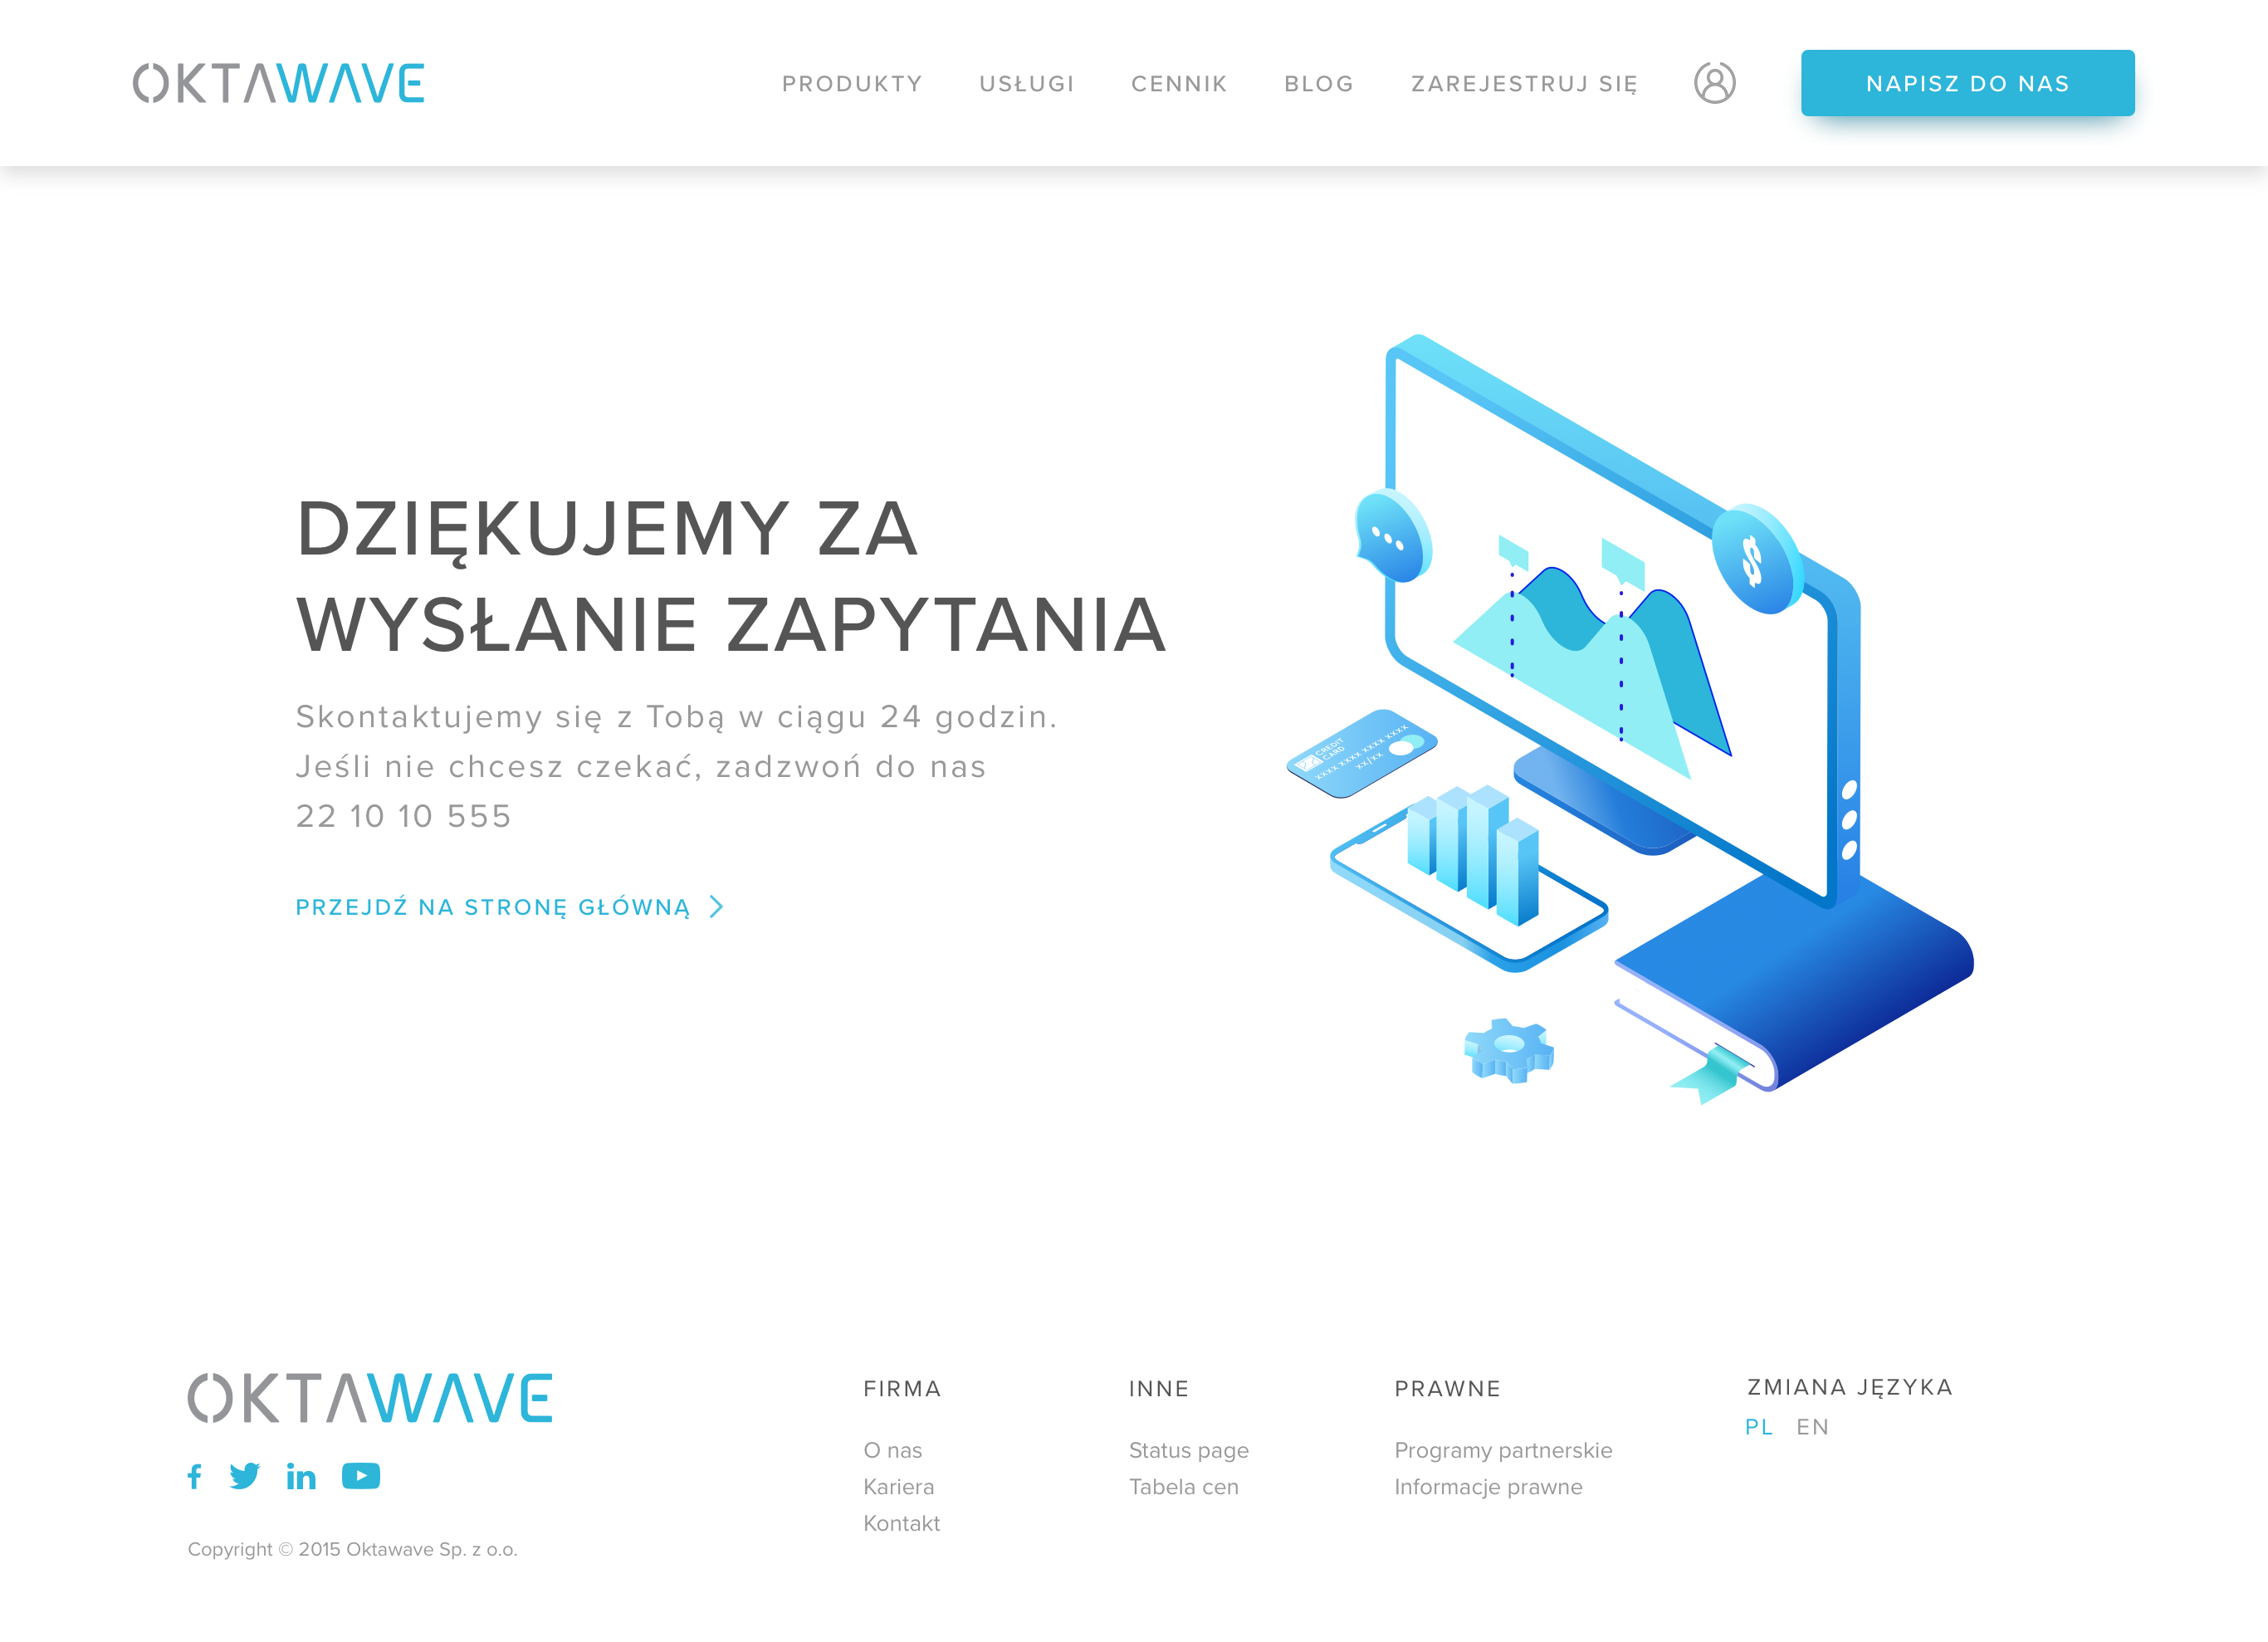 OKTAWAVE
PRODUKTY USŁUGI CENNIK BLOG ZAREJESTRUJ SIĘ NAPISZ DO NAS
DZIĘKUJEMY ZA
WYSŁANIE ZAPYTANIA
Skontaktujemy się z Tobą w ciągu 24 godzin.
Jeśli nie chcesz czekać, zadzwoń do nas
22 10 10 555
PRZEJDŹ NA STRONĘ GŁÓWNĄ
$
CREDIT
CARD
xxxx xxxx xxxx xxxx
xx/xx
OKTAWAVE
Copyright © 2015 Oktawave Sp. z o.o.
FIRMA
O nas
Kariera
Kontakt
INNE
Status page
Tabela cen
PRAWNE
Programy partnerskie
Informacje prawne
ZMIANA JĘZYKA
PL EN